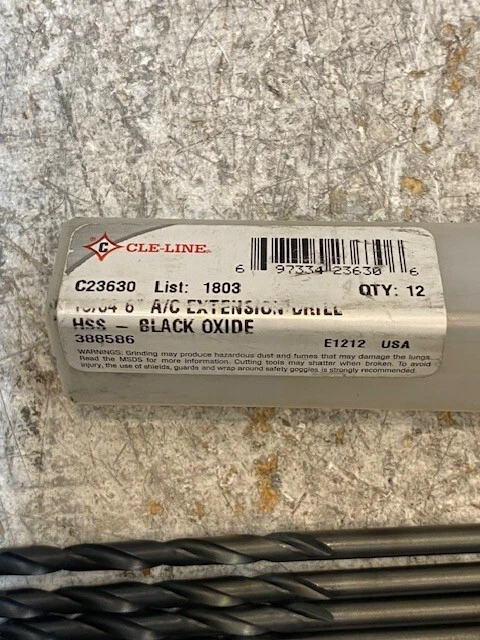 C CLE-LINE®
6 97334 23630 6
C23630 List: 1803 QTY: 12
6" A/C EXTENSION DRILL
HSS - BLACK OXIDE
388586 E1212 USA
WARNINGS: Grinding may produce hazardous dust and fumes that may damage the lungs.
Read the MSDS for more information. Cutting tools may shatter when broken. To avoid
injury, the use of shields, guards and wrap around safety goggles is strongly recommended.